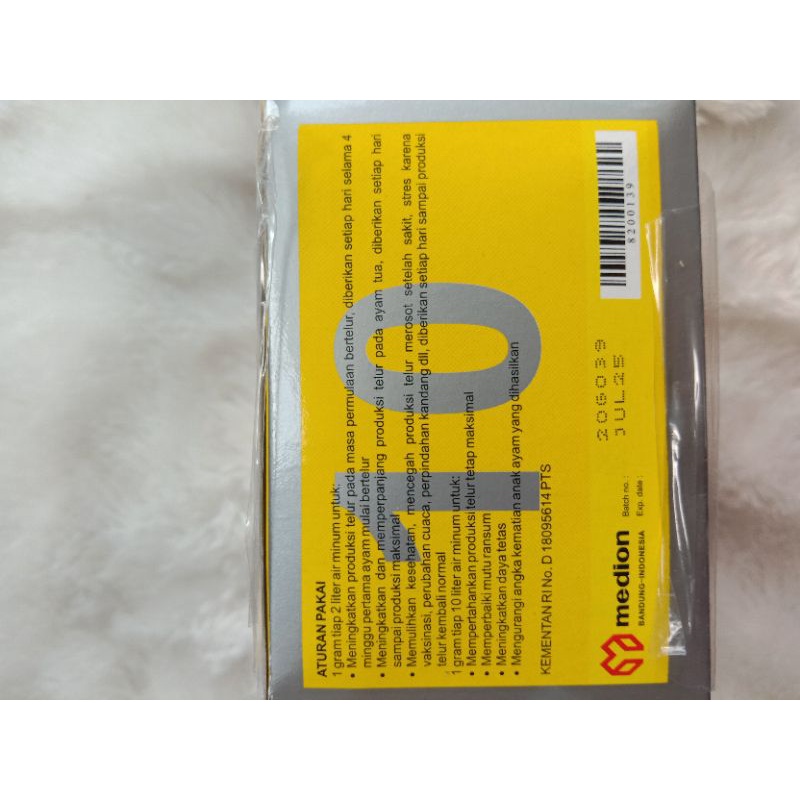 ATURAN PAKAI
1 gram tiap 2 liter air minum untuk:
• Meningkatkan produksi telur pada masa permulaan bertelur, diberikan setiap hari selama 4
minggu pertama ayam mulai bertelur
• Meningkatkan dan memperpanjang produksi telur pada ayam tua, diberikan setiap hari
sampai produksi maksimal
• Memulihkan kesehatan, mencegah produksi telur merosot setelah sakit, stres karena
vaksinasi, perubahan cuaca, perpindahan kandang dll, diberikan setiap hari sampai produksi
telur kembali normal
1 gram tiap 10 liter air minum untuk:
• Mempertahankan produksi telur tetap maksimal
• Memperbaiki mutu ransum
• Meningkatkan daya tetas
• Mengurangi angka kematian anak ayam yang dihasilkan
10
KEMENTAN RI No. D 18095614 PTS
medion
BANDUNG-INDONESIA
Batch no. : 20G039
Exp. date : JUL25
8200139